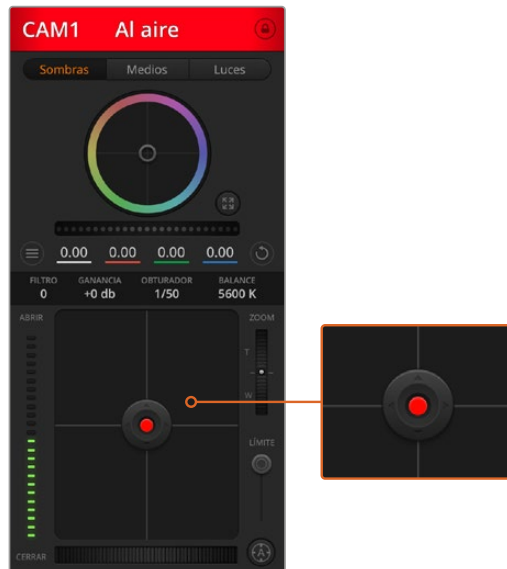 CAM1 Al aire
Sombras Medios Luces
0.00 0.00 0.00 0.00
FILTRO GANANCIA OBTURADOR BALANCE
0 +0 db 1/50 5600 K
ABRIR ZOOM
T
W
LÍMITE
CERRAR A